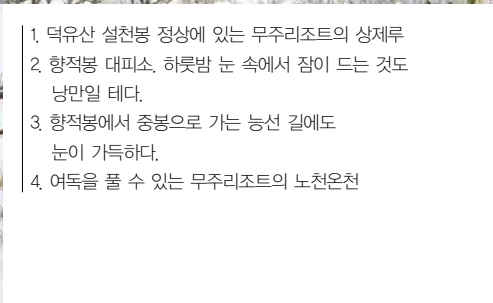 1. 덕유산 설천봉 정상에 있는 무주리조트의 상제루
2. 향적봉 대피소. 하룻밤 눈 속에서 잠이 드는 것도
낭만일 테다.
3. 향적봉에서 중봉으로 가는 능선 길에도
눈이 가득하다.
4. 여독을 풀 수 있는 무주리조트의 노천온천